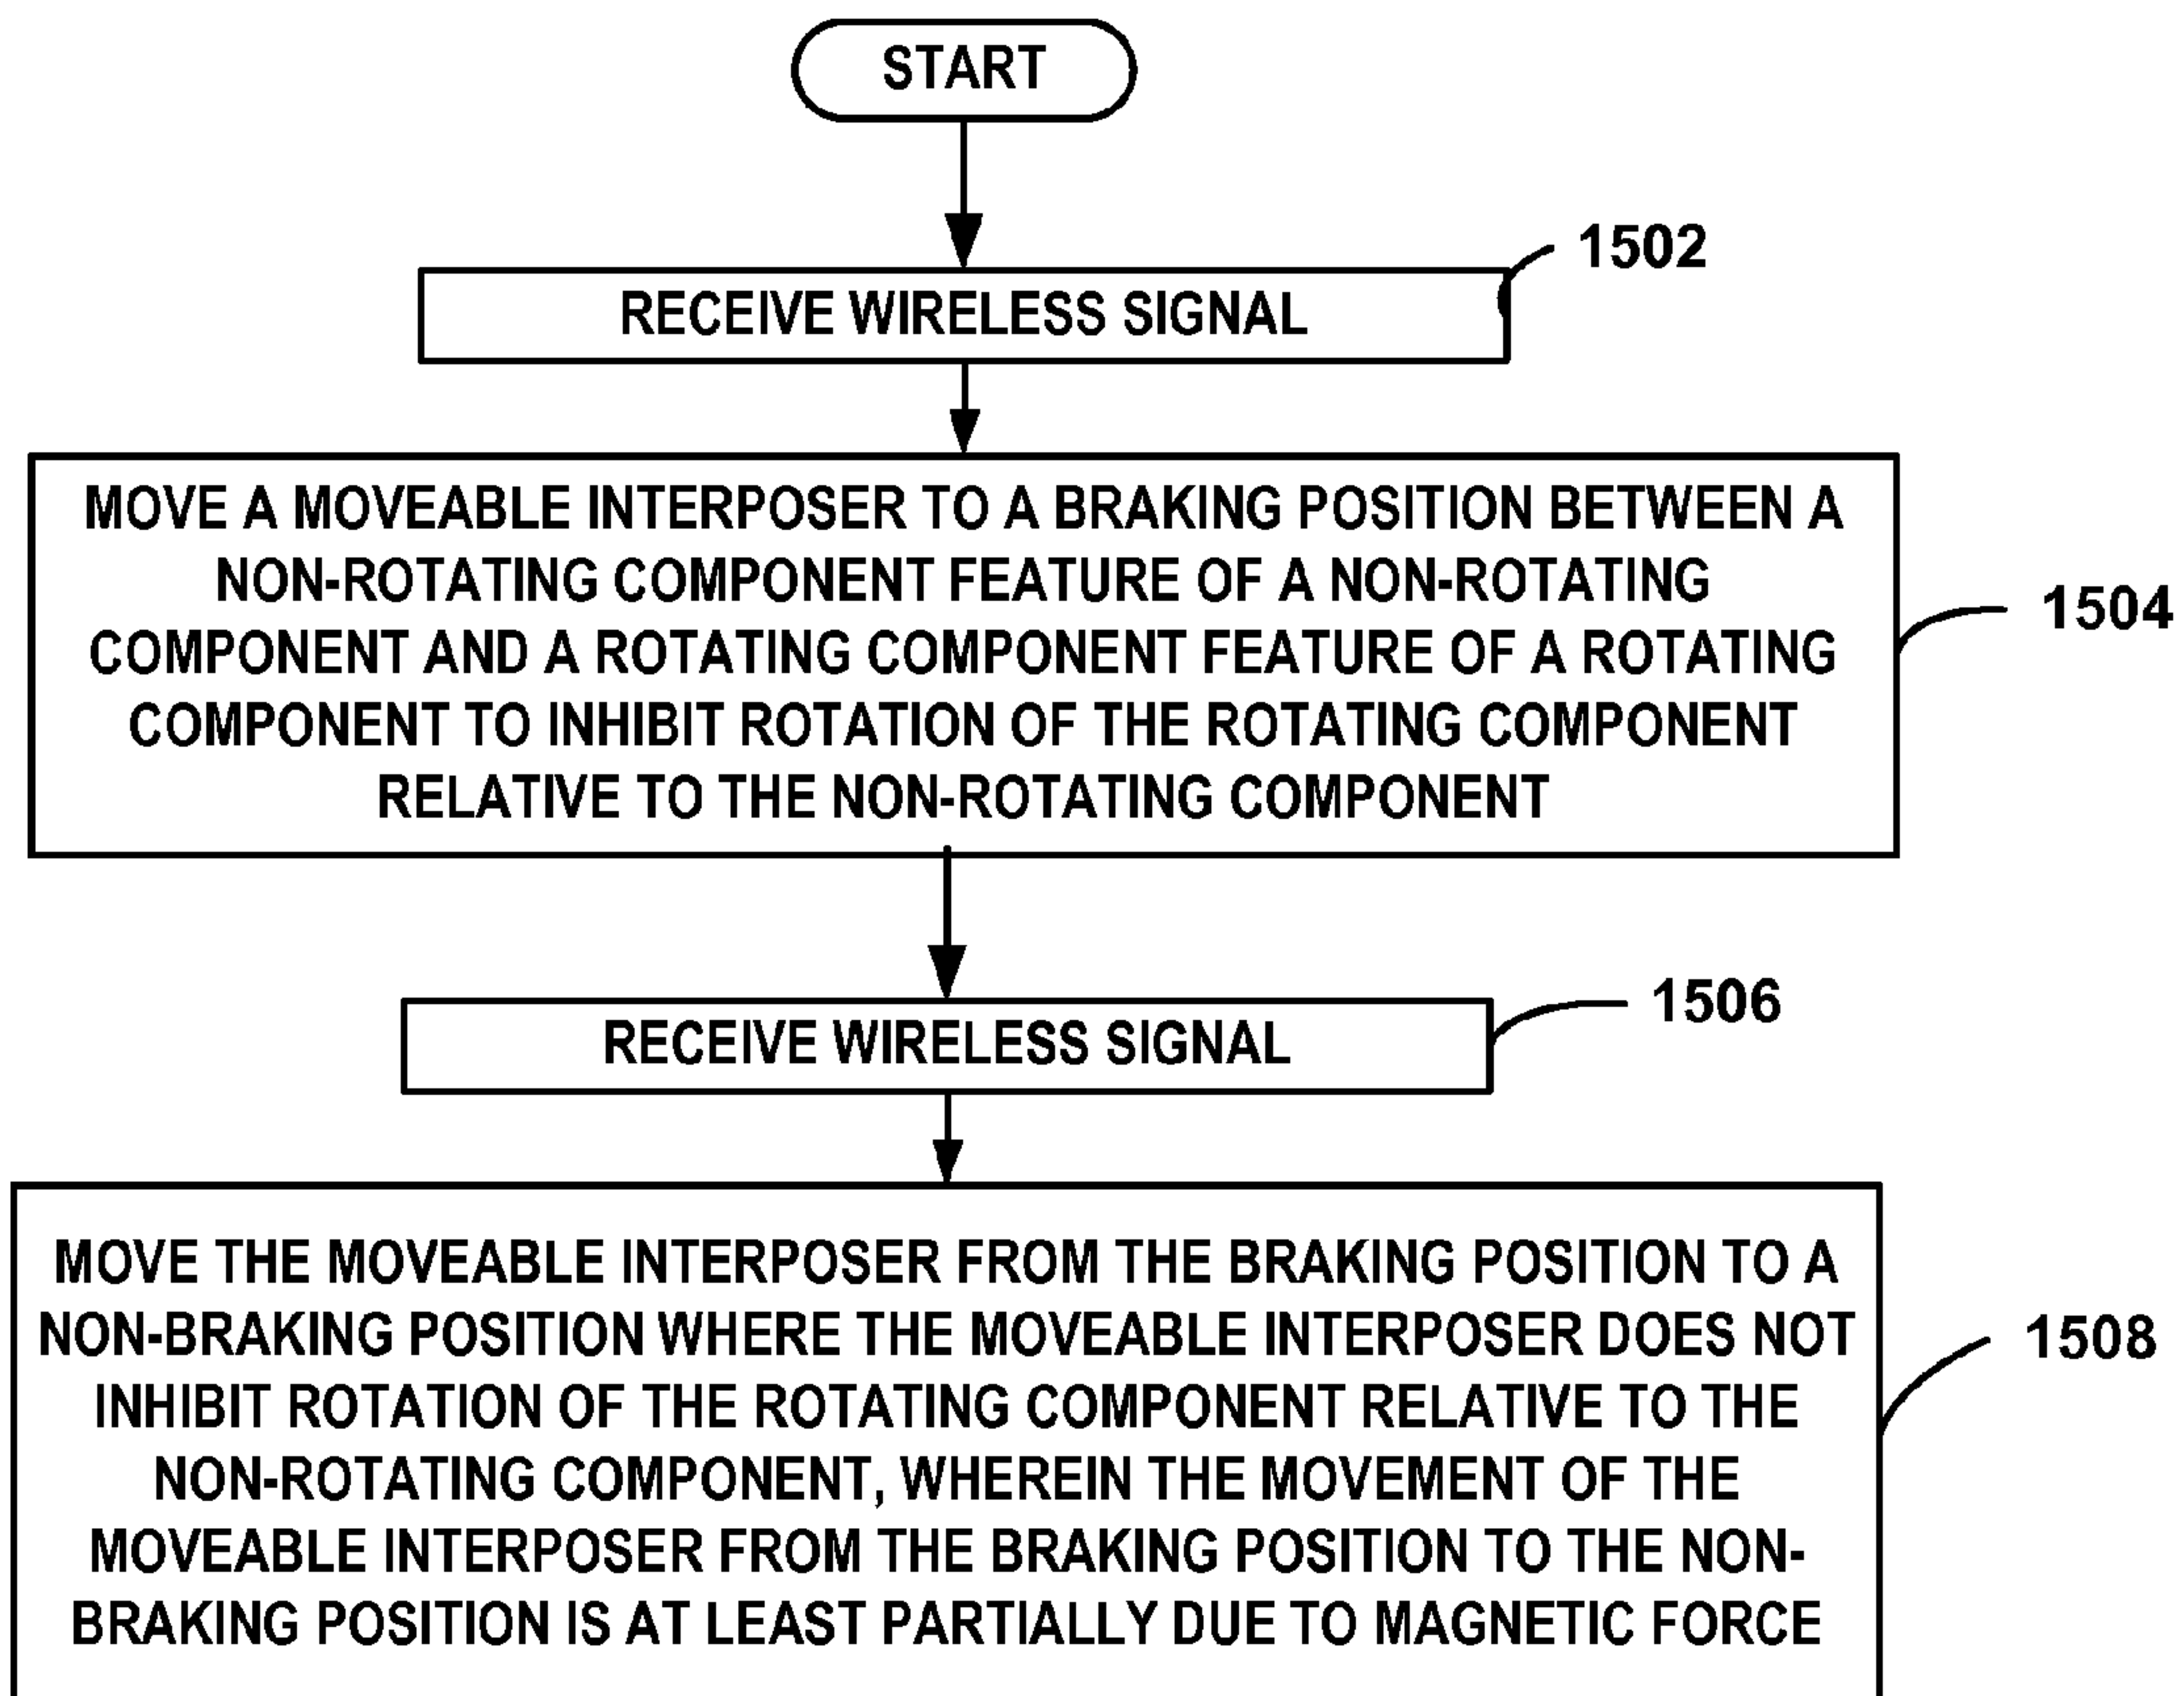 START
1502
RECEIVE WIRELESS SIGNAL
MOVE A MOVEABLE INTERPOSER TO A BRAKING POSITION BETWEEN A
NON-ROTATING COMPONENT FEATURE OF A NON-ROTATING
COMPONENT AND A ROTATING COMPONENT FEATURE OF A ROTATING
COMPONENT TO INHIBIT ROTATION OF THE ROTATING COMPONENT
RELATIVE TO THE NON-ROTATING COMPONENT
1504
RECEIVE WIRELESS SIGNAL
1506
MOVE THE MOVEABLE INTERPOSER FROM THE BRAKING POSITION TO A
NON-BRAKING POSITION WHERE THE MOVEABLE INTERPOSER DOES NOT
INHIBIT ROTATION OF THE ROTATING COMPONENT RELATIVE TO THE
NON-ROTATING COMPONENT, WHEREIN THE MOVEMENT OF THE
MOVEABLE INTERPOSER FROM THE BRAKING POSITION TO THE NON-
BRAKING POSITION IS AT LEAST PARTIALLY DUE TO MAGNETIC FORCE
1508